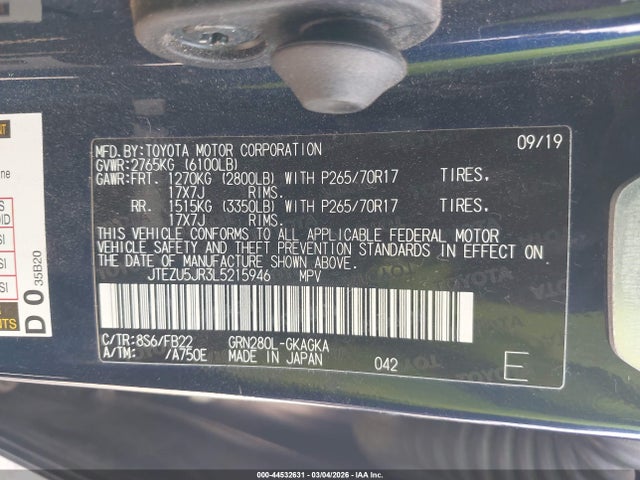 MFD.BY:TOYOTA MOTOR CORPORATION 09/19
GVWR:2765KG (6100LB)
GAWR:FRT. 1270KG (2800LB) WITH P265/70R17 TIRES.
17X7J RIMS.
RR. 1515KG (3350LB) WITH P265/70R17 TIRES.
17X7J RIMS.
THIS VEHICLE CONFORMS TO ALL APPLICABLE FEDERAL MOTOR
VEHICLE SAFETY AND THEFT PREVENTION STANDARDS IN EFFECT ON
THE DATE OF MANUFACTURE SHOWN ABOVE.
JTEZU5JR3L5215946 MPV
C/TR:8S6/FB22 GRN280L-GKAGKA
A/TM: /A750E MADE IN JAPAN 042 E
D 0 35B20
000-44532631 - 03/04/2026 - IAA, Inc.